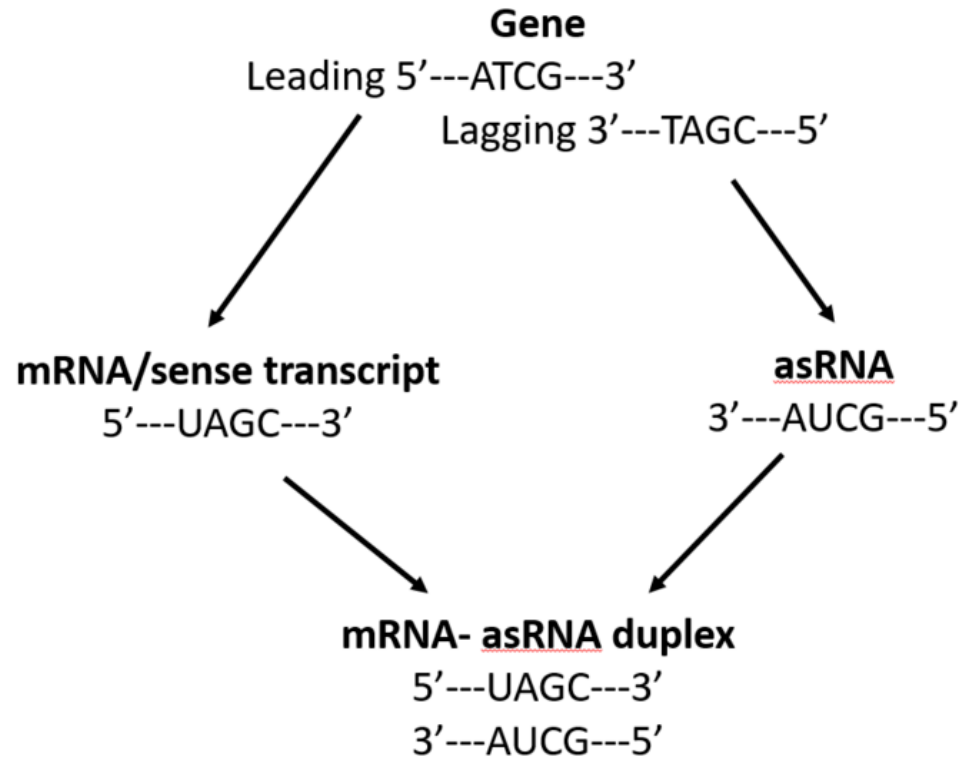 Gene
Leading 5’---ATCG---3’
Lagging 3’---TAGC---5’
mRNA/sense transcript
5’---UAGC---3’
asRNA
3’---AUCG---5’
mRNA- asRNA duplex
5’---UAGC---3’
3’---AUCG---5’